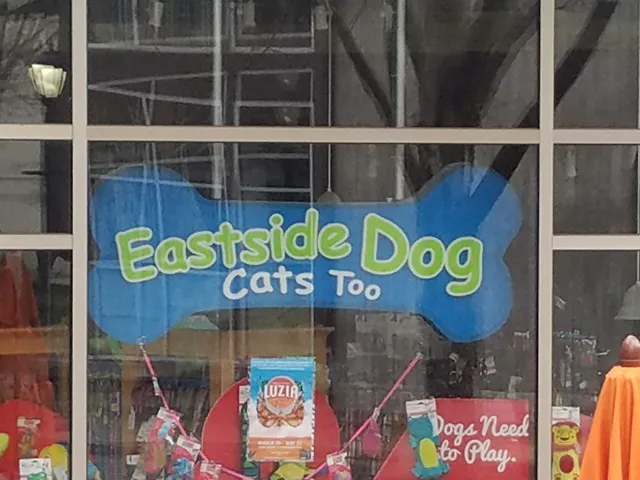 Eastside Dog
Cats Too
LUZIA
Dogs Need
to Play.